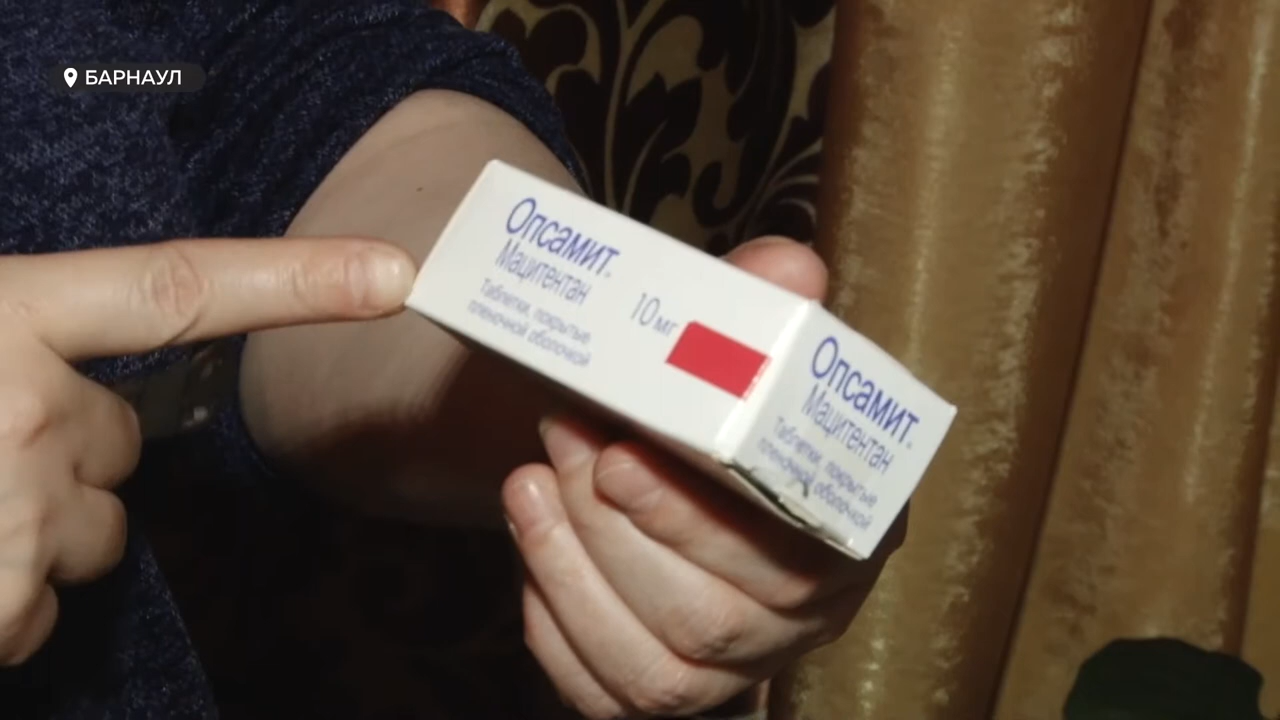 БАРНАУЛ
Опсамит
Мацитентан
Таблетки, покрытые
пленочной оболочкой
10 мг
Опсамит
Мацитентан
Таблетки, покрытые
пленочной оболочкой